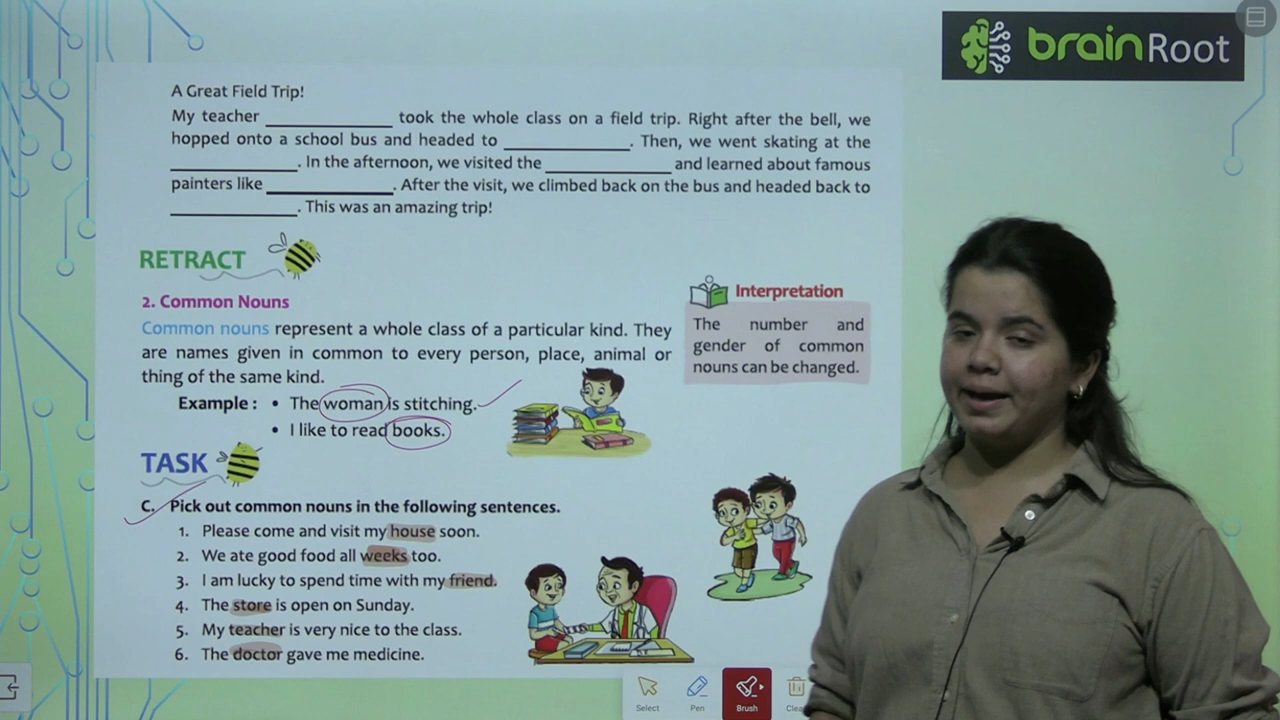 brainRoot
A Great Field Trip!
My teacher ____________ took the whole class on a field trip. Right after the bell, we
hopped onto a school bus and headed to ____________. Then, we went skating at the
____________. In the afternoon, we visited the ____________ and learned about famous
painters like ____________. After the visit, we climbed back on the bus and headed back to
____________. This was an amazing trip!
RETRACT
2. Common Nouns
Common nouns represent a whole class of a particular kind. They
are names given in common to every person, place, animal or
thing of the same kind.
Example : • The woman is stitching.
• I like to read books.
Interpretation
The number and
gender of common
nouns can be changed.
TASK
C. Pick out common nouns in the following sentences.
1. Please come and visit my house soon.
2. We ate good food all weeks too.
3. I am lucky to spend time with my friend.
4. The store is open on Sunday.
5. My teacher is very nice to the class.
6. The doctor gave me medicine.
Select Pen Brush